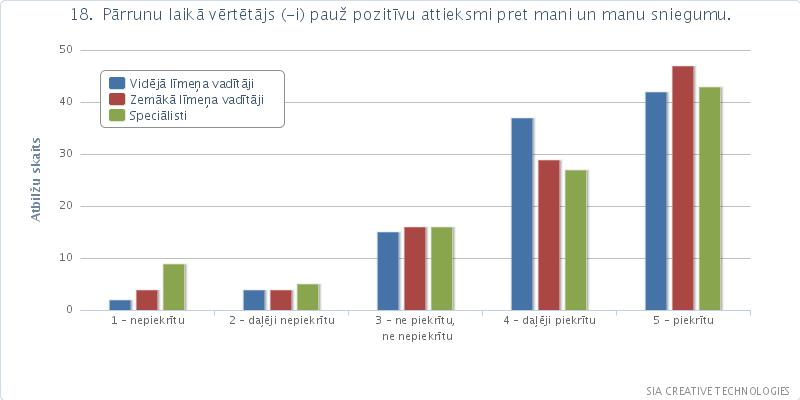 18. Pārrunu laikā vērtētājs (–i) pauž pozitīvu attieksmi pret mani un manu sniegumu.
50
40
30
20
10
0
Atbilžu skaits
Vidējā līmeņa vadītāji
Zemākā līmeņa vadītāji
Speciālisti
1 – nepiekrītu
2 – daļēji nepiekrītu
3 – ne piekrītu,
ne nepiekrītu
4 – daļēji piekrītu
5 – piekrītu
SIA CREATIVE TECHNOLOGIES